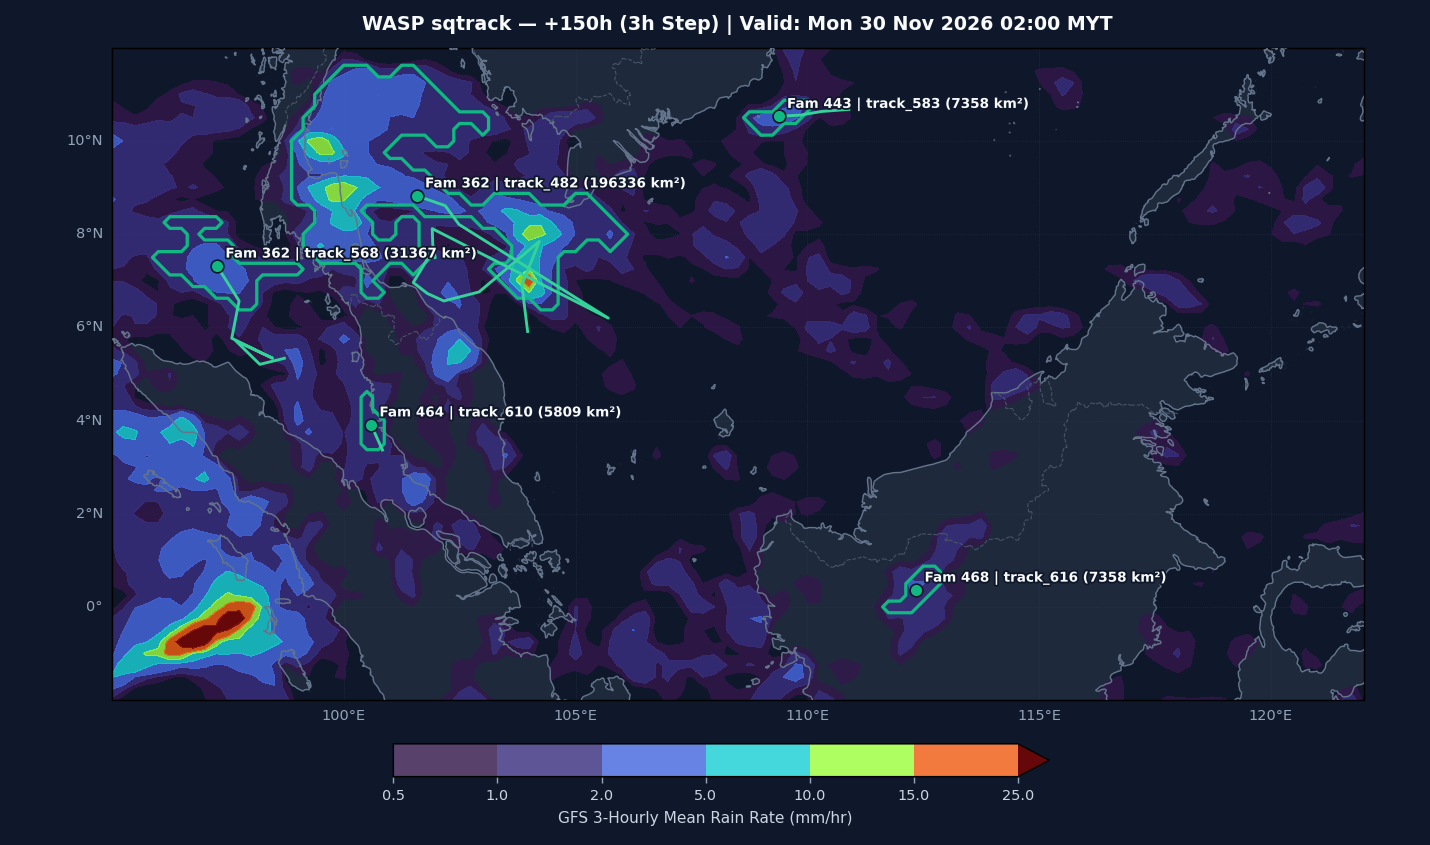 WASP sqtrack — +150h (3h Step) | Valid: Mon 30 Nov 2026 02:00 MYT
Fam 443 | track_583 (7358 km²)
10°N
Fam 362 | track_482 (196336 km²)
8°N
Fam 362 | track_568 (31367 km²)
6°N
4°N
Fam 464 | track_610 (5809 km²)
2°N
Fam 468 | track_616 (7358 km²)
0°
100°E 105°E 110°E 115°E 120°E
0.5 1.0 2.0 5.0 10.0 15.0 25.0
GFS 3-Hourly Mean Rain Rate (mm/hr)